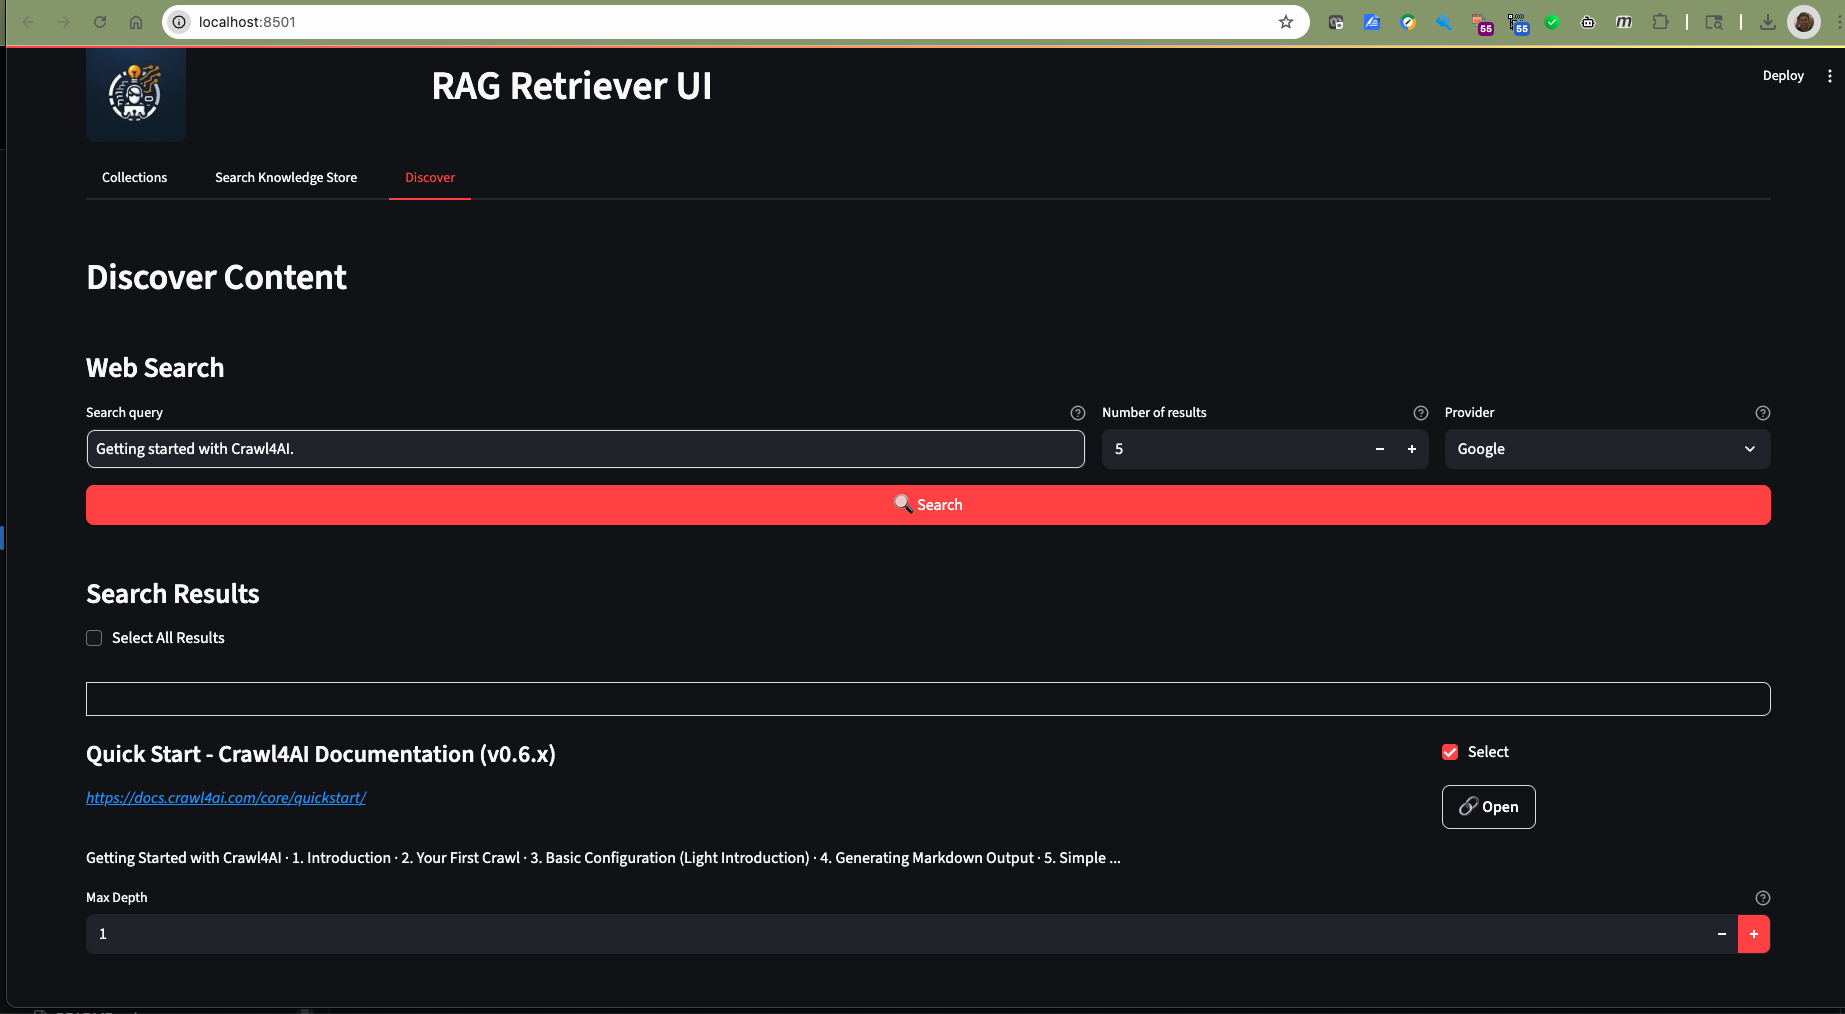 localhost:8501
55
55
RAG Retriever UI
Deploy
Collections
Search Knowledge Store
Discover
Discover Content
Web Search
Search query
Number of results
Provider
Getting started with Crawl4AI.
5
Google
Search
Search Results
Select All Results
Quick Start - Crawl4AI Documentation (v0.6.x)
Select
https://docs.crawl4ai.com/core/quickstart/
Open
Getting Started with Crawl4AI · 1. Introduction · 2. Your First Crawl · 3. Basic Configuration (Light Introduction) · 4. Generating Markdown Output · 5. Simple ...
Max Depth
1